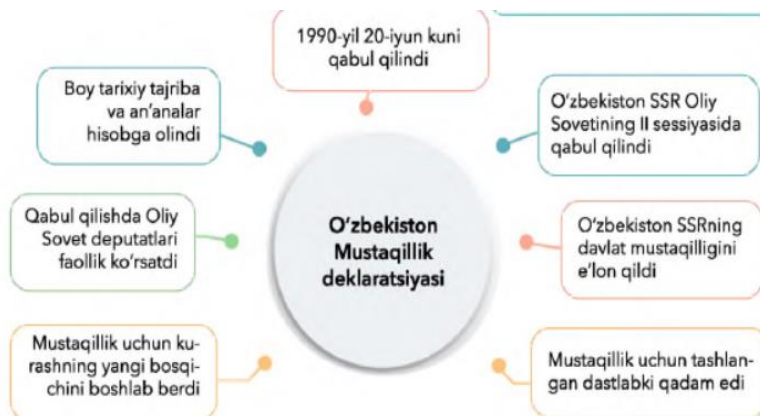 1990-yil 20-iyun kuni
qabul qilindi
Boy tarixiy tajriba
va an’analar
hisobga olindi
O‘zbekiston SSR Oliy
Sovetining II sessiyasida
qabul qilindi
Qabul qilishda Oliy
Sovet deputatlari
faollik ko‘rsatdi
O‘zbekiston
Mustaqillik
deklaratsiyasi
O‘zbekiston SSRning
davlat mustaqilligini
e’lon qildi
Mustaqillik uchun ku-
rashning yangi bosqi-
chini boshlab berdi
Mustaqillik uchun tashlan-
gan dastlabki qadam edi